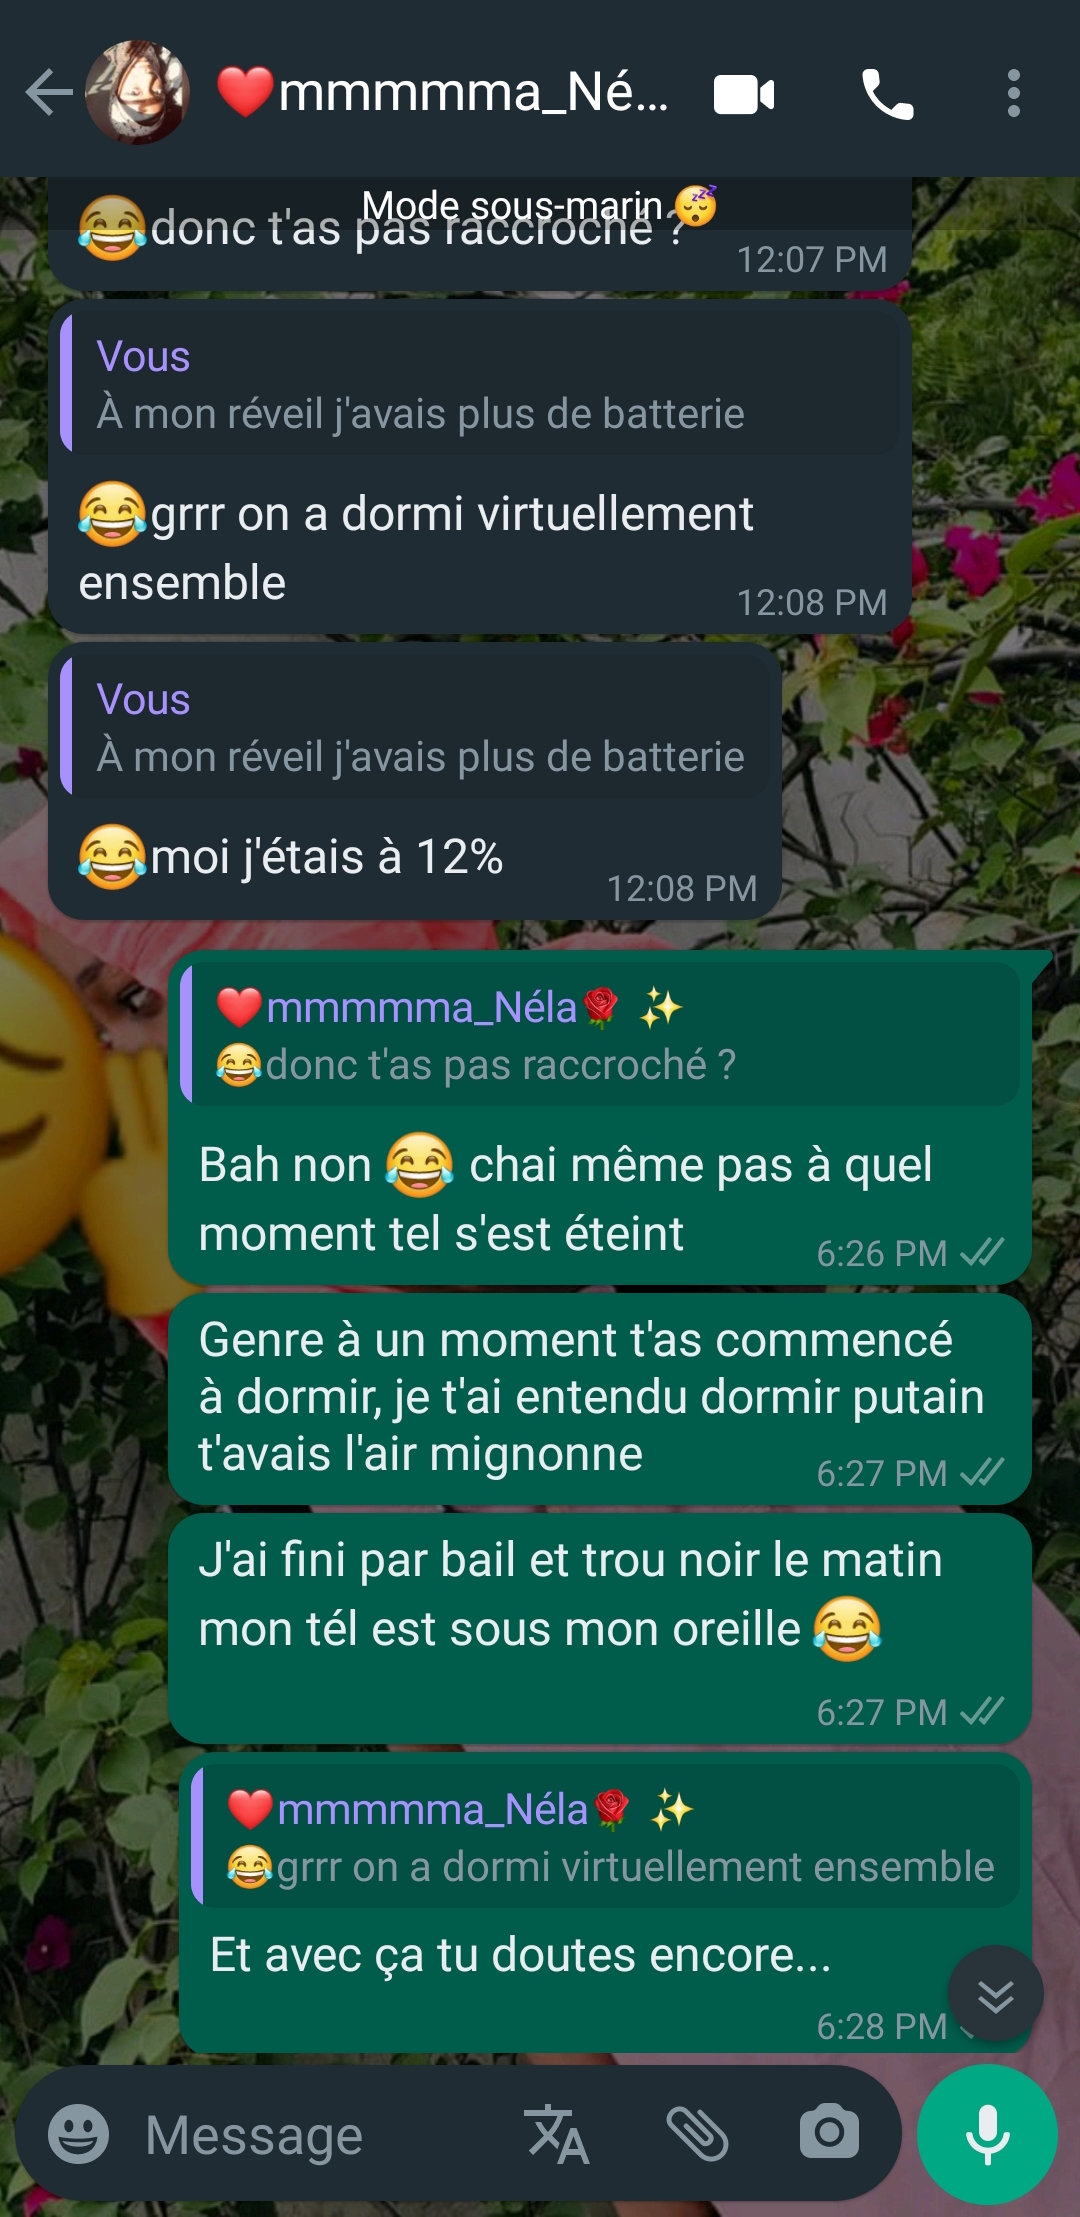 ❤️mmmmma_Né...
Mode sous-marin😴
😂donc t'as pas raccroché ?
12:07 PM
Vous
À mon réveil j'avais plus de batterie
😂grrr on a dormi virtuellement
ensemble
12:08 PM
Vous
À mon réveil j'avais plus de batterie
😂moi j'étais à 12%
12:08 PM
❤️mmmmma_Néla🌹 ✨
😂donc t'as pas raccroché ?
Bah non 😂 chai même pas à quel
moment tel s'est éteint
6:26 PM
Genre à un moment t'as commencé
à dormir, je t'ai entendu dormir putain
t'avais l'air mignonne
6:27 PM
J'ai fini par bail et trou noir le matin
mon tél est sous mon oreille 😂
6:27 PM
❤️mmmmma_Néla🌹 ✨
😂grrr on a dormi virtuellement ensemble
Et avec ça tu doutes encore...
6:28 PM
Message